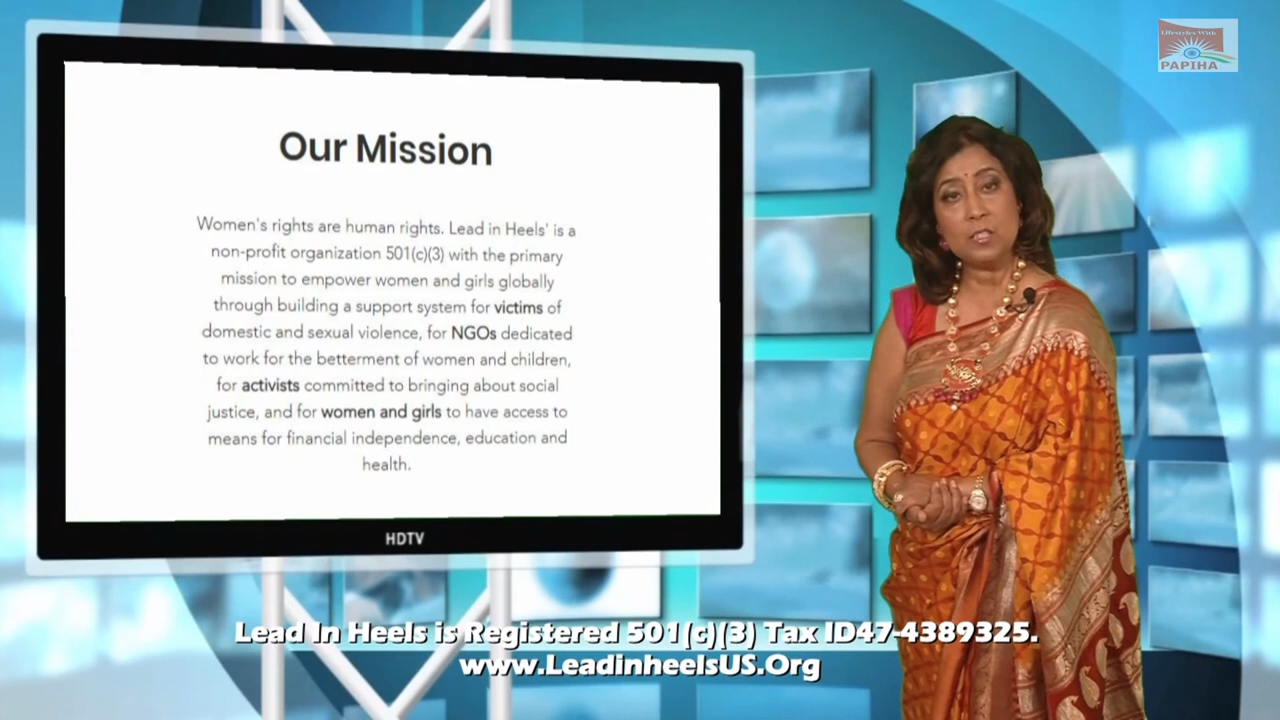 Lifestyles With
PAPIHA
Our Mission
Women's rights are human rights. Lead in Heels' is a
non-profit organization 501(c)(3) with the primary
mission to empower women and girls globally
through building a support system for victims of
domestic and sexual violence, for NGOs dedicated
to work for the betterment of women and children,
for activists committed to bringing about social
justice, and for women and girls to have access to
means for financial independence, education and
health.
HDTV
Lead In Heels is Registered 501(c)(3) Tax ID47-4389325.
www.LeadinheelsUS.Org